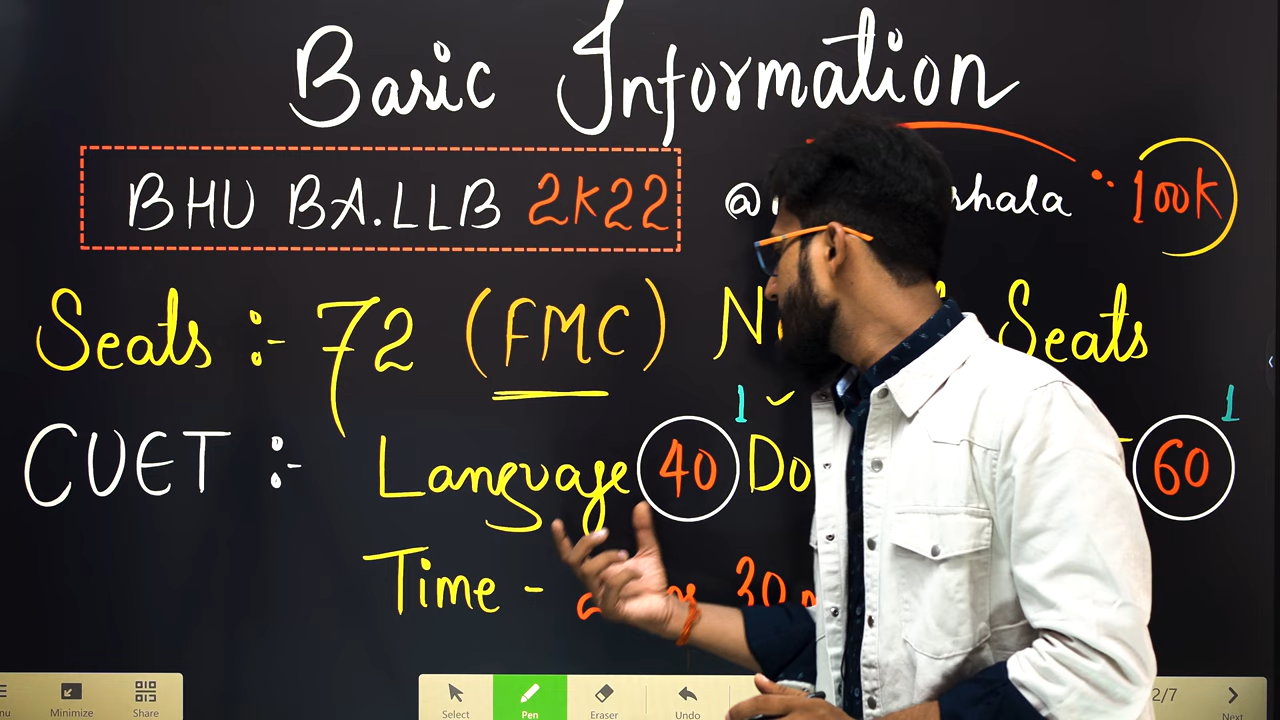 Basic Information
BHU BA.LLB 2K22 @ shala 100K
Seats :- 72 (FMC) Seats
1 1
CUET :- Language 40 Do 60
Time - 30
Minimize Share Select Pen Eraser Undo 2/7 Next